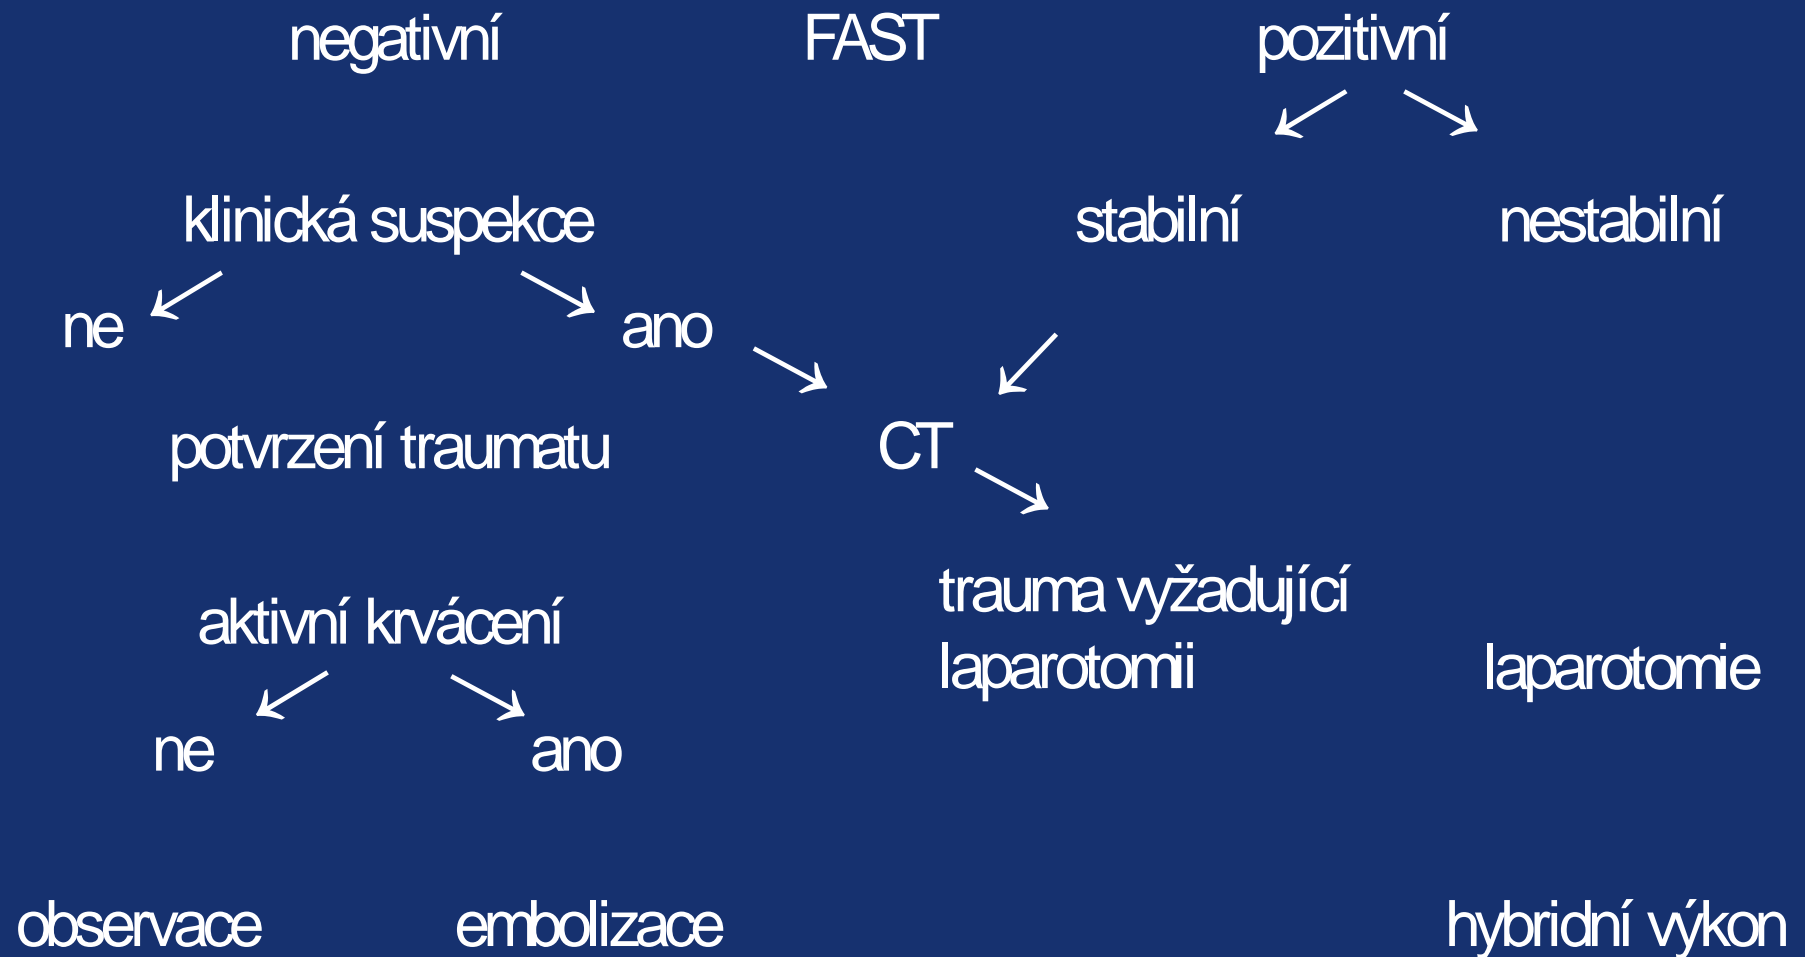 negativní FAST pozitivní
klinická suspekce stabilní nestabilní
ne ano
potvrzení traumatu CT
aktivní krvácení trauma vyžadující
laparotomii laparotomie
ne ano
observace embolizace hybridní výkon